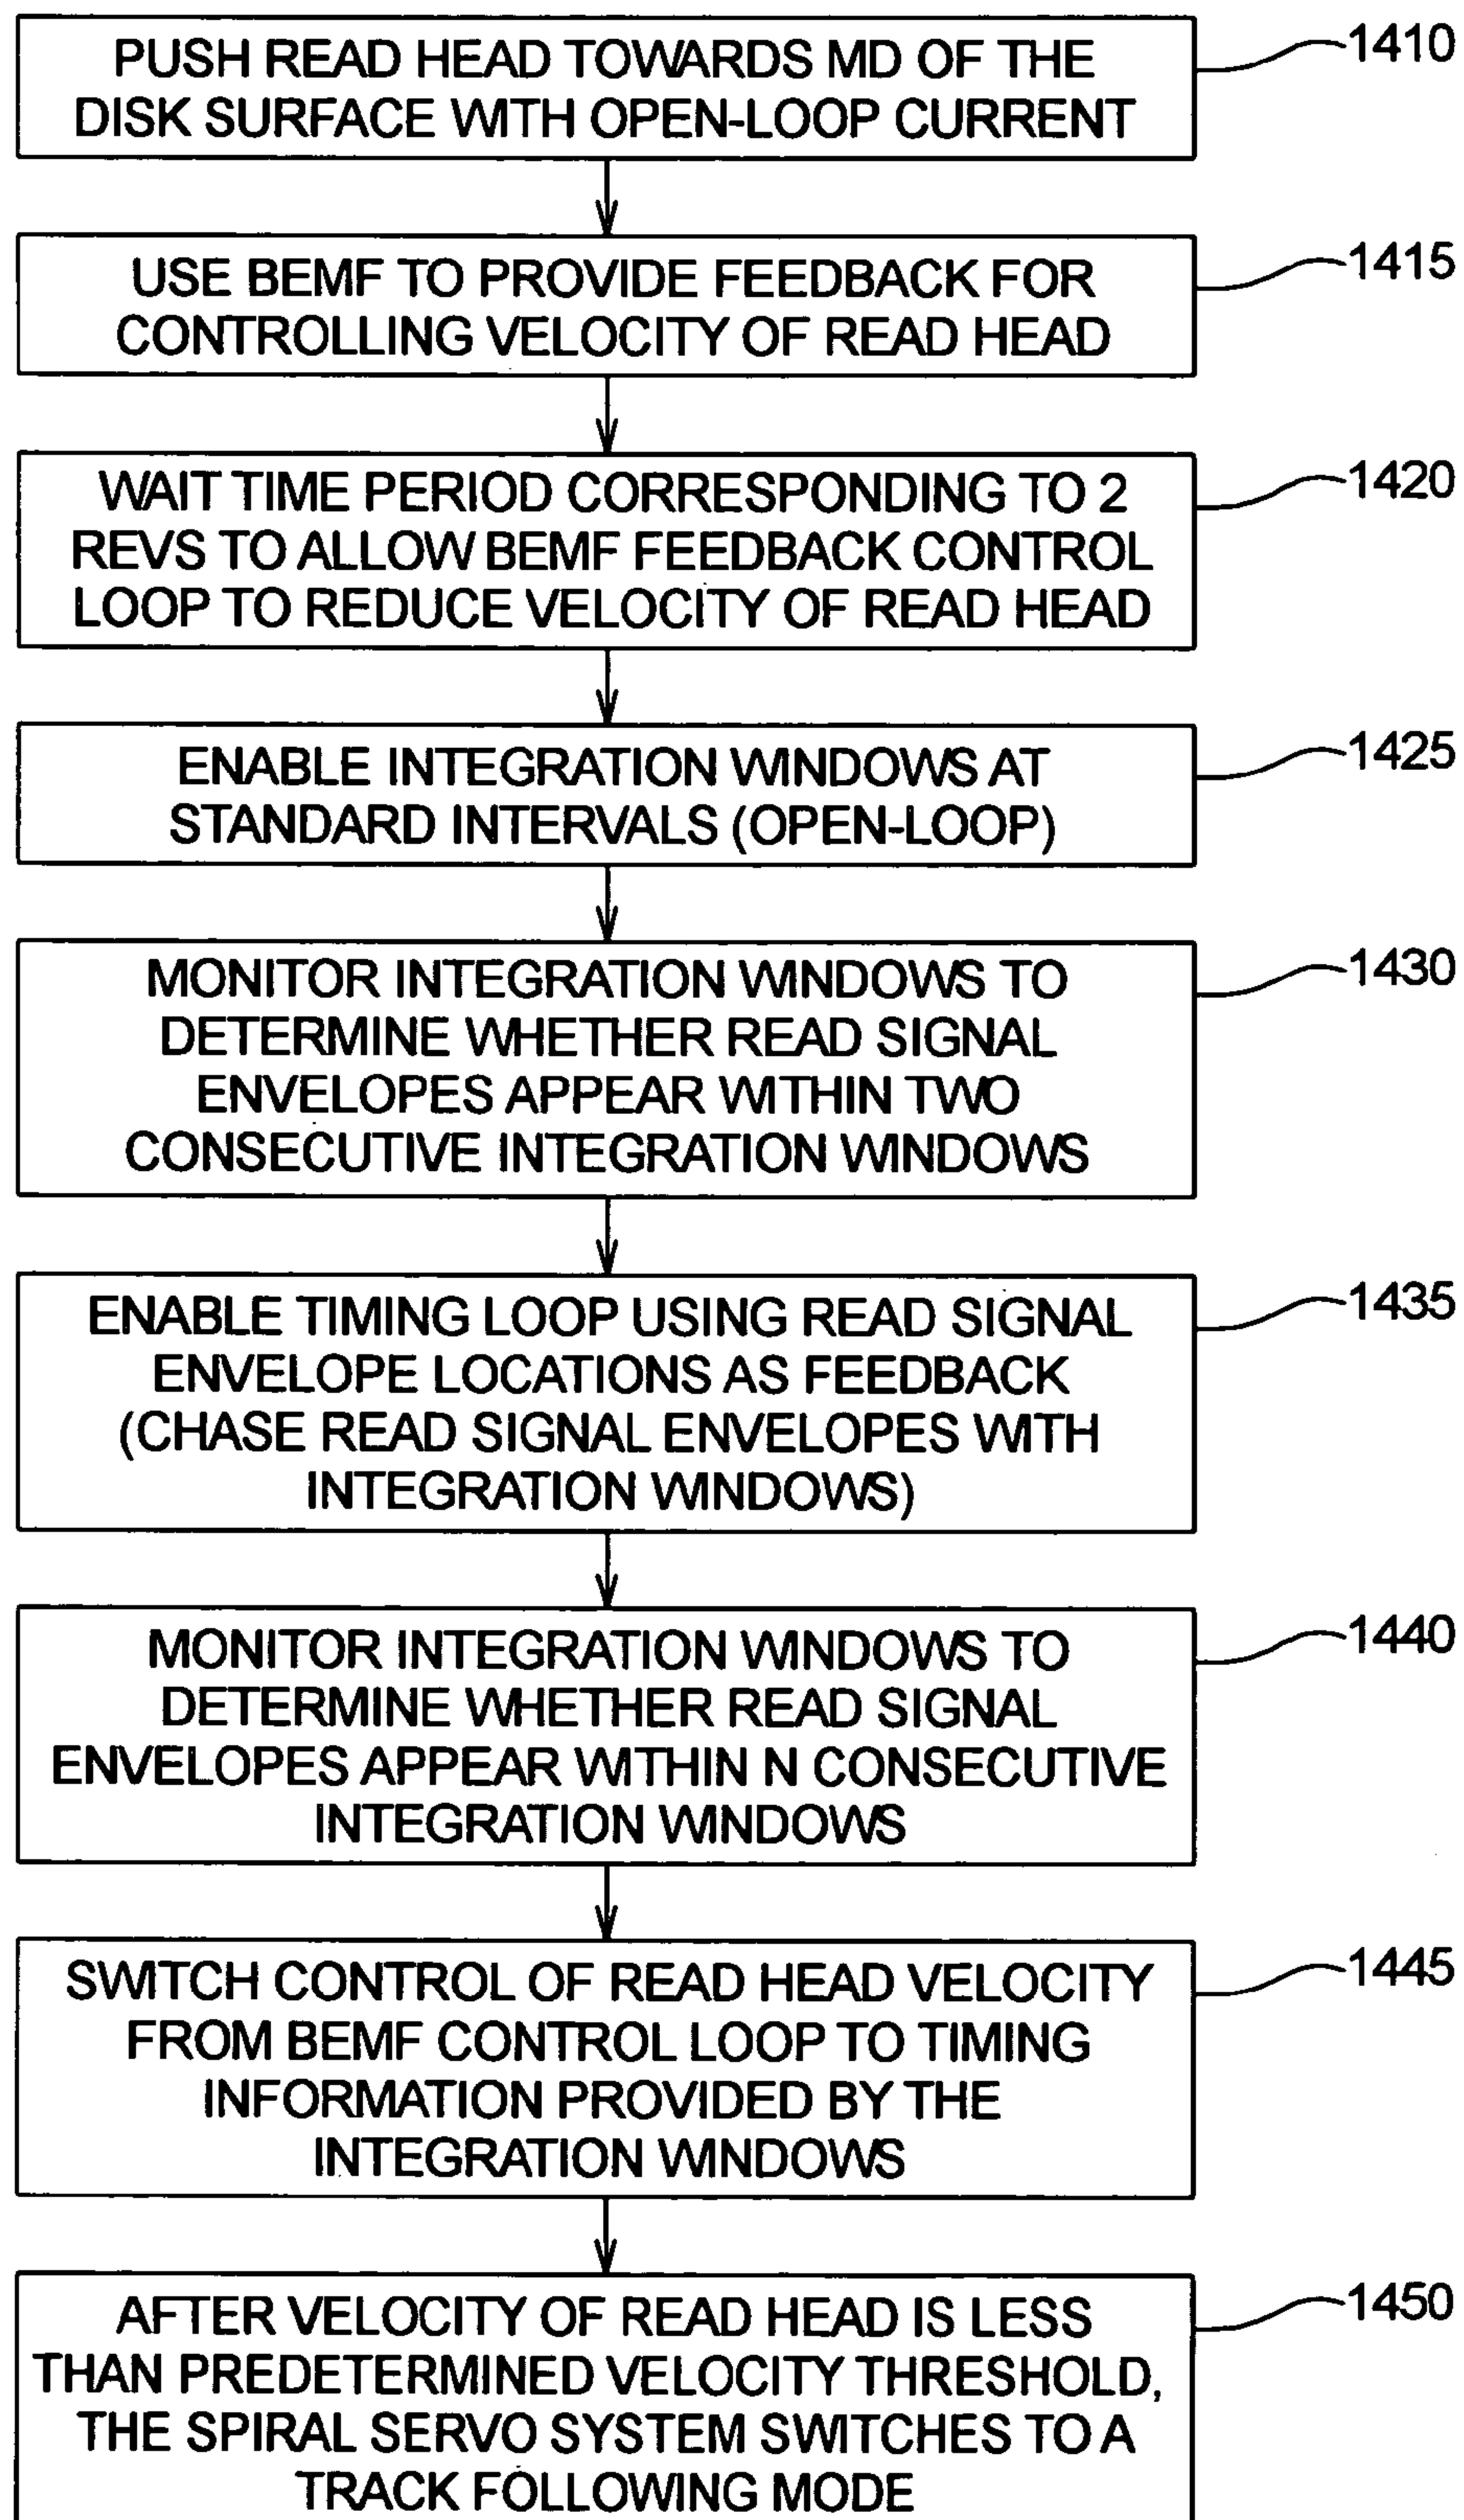 PUSH READ HEAD TOWARDS MD OF THE
DISK SURFACE WITH OPEN-LOOP CURRENT
1410
USE BEMF TO PROVIDE FEEDBACK FOR
CONTROLLING VELOCITY OF READ HEAD
1415
WAIT TIME PERIOD CORRESPONDING TO 2
REVS TO ALLOW BEMF FEEDBACK CONTROL
LOOP TO REDUCE VELOCITY OF READ HEAD
1420
ENABLE INTEGRATION WINDOWS AT
STANDARD INTERVALS (OPEN-LOOP)
1425
MONITOR INTEGRATION WINDOWS TO
DETERMINE WHETHER READ SIGNAL
ENVELOPES APPEAR WITHIN TWO
CONSECUTIVE INTEGRATION WINDOWS
1430
ENABLE TIMING LOOP USING READ SIGNAL
ENVELOPE LOCATIONS AS FEEDBACK
(CHASE READ SIGNAL ENVELOPES WITH
INTEGRATION WINDOWS)
1435
MONITOR INTEGRATION WINDOWS TO
DETERMINE WHETHER READ SIGNAL
ENVELOPES APPEAR WITHIN N CONSECUTIVE
INTEGRATION WINDOWS
1440
SWITCH CONTROL OF READ HEAD VELOCITY
FROM BEMF CONTROL LOOP TO TIMING
INFORMATION PROVIDED BY THE
INTEGRATION WINDOWS
1445
AFTER VELOCITY OF READ HEAD IS LESS
THAN PREDETERMINED VELOCITY THRESHOLD,
THE SPIRAL SERVO SYSTEM SWITCHES TO A
TRACK FOLLOWING MODE
1450